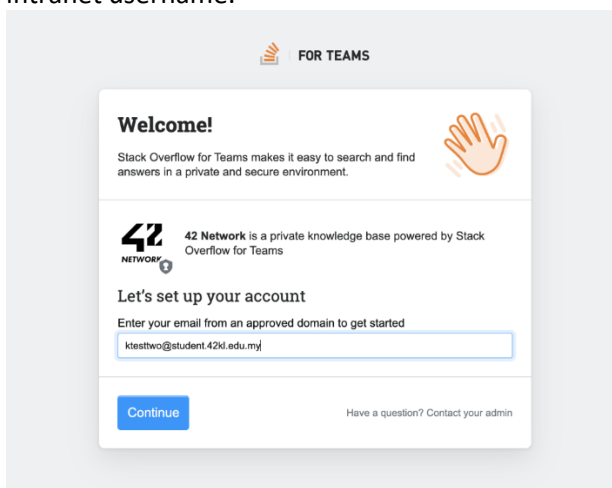 intranet username.
FOR TEAMS
Welcome!
Stack Overflow for Teams makes it easy to search and find
answers in a private and secure environment.
42
NETWORK
42 Network is a private knowledge base powered by Stack
Overflow for Teams
Let's set up your account
Enter your email from an approved domain to get started
ktesttwo@student.42kl.edu.my
Continue
Have a question? Contact your admin